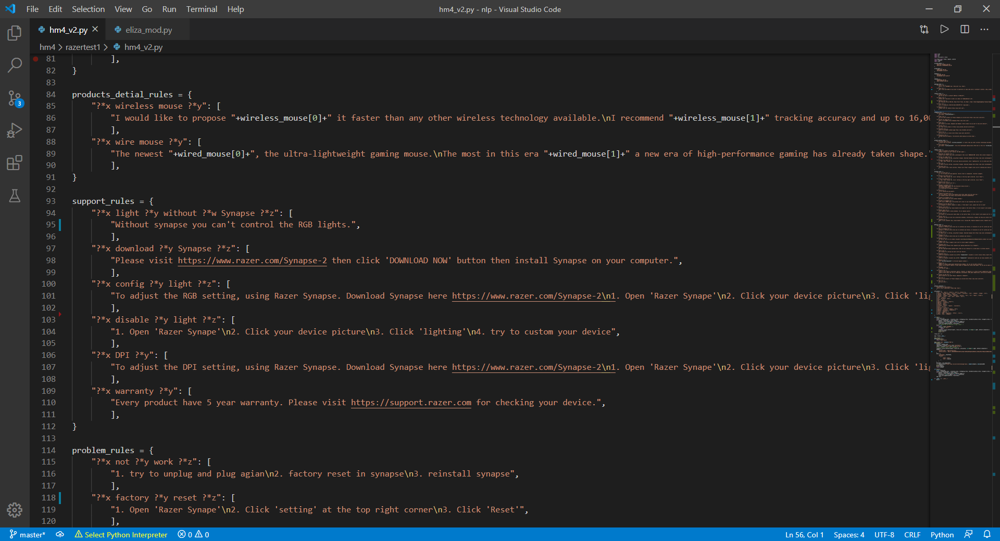 File Edit Selection View Go Run Terminal Help
hm4_v2.py - nlp - Visual Studio Code
hm4_v2.py
eliza_mod.py
hm4 > razertest1 > hm4_v2.py
81 ],
82 }
83
84 products_detial_rules = {
85 "?*x wireless mouse ?*y": [
86 "I would like to propose "+wireless_mouse[0]+" it faster than any other wireless technology available.\nI recommend "+wireless_mouse[1]+" tracking accuracy and up to 16,00
87 ],
88 "?*x wire mouse ?*y": [
89 "The newest "+wired_mouse[0]+", the ultra-lightweight gaming mouse.\nThe most in this era "+wired_mouse[1]+" a new era of high-performance gaming has already taken shape.
90 ],
91 }
92
93 support_rules = {
94 "?*x light ?*y without ?*w Synapse ?*z": [
95 "Without synapse you can't control the RGB lights.",
96 ],
97 "?*x download ?*y Synapse ?*z": [
98 "Please visit https://www.razer.com/Synapse-2 then click 'DOWNLOAD NOW' button then install Synapse on your computer.",
99 ],
100 "?*x config ?*y light ?*z": [
101 "To adjust the RGB setting, using Razer Synapse. Download Synapse here https://www.razer.com/Synapse-2\n1. Open 'Razer Synape'\n2. Click your device picture\n3. Click 'lig
102 ],
103 "?*x disable ?*y light ?*z": [
104 "1. Open 'Razer Synape'\n2. Click your device picture\n3. Click 'lighting'\n4. try to custom your device",
105 ],
106 "?*x DPI ?*y": [
107 "To adjust the DPI setting, using Razer Synapse. Download Synapse here https://www.razer.com/Synapse-2\n1. Open 'Razer Synape'\n2. Click your device picture\n3. Click 'lig
108 ],
109 "?*x warranty ?*y": [
110 "Every product have 5 year warranty. Please visit https://support.razer.com for checking your device.",
111 ],
112 }
113
114 problem_rules = {
115 "?*x not ?*y work ?*z": [
116 "1. try to unplug and plug agian\n2. factory reset in synapse\n3. reinstall synapse",
117 ],
118 "?*x factory ?*y reset ?*z": [
119 "1. Open 'Razer Synape'\n2. Click 'setting' at the top right corner\n3. Click 'Reset'",
120 ],
3
master* Select Python Interpreter 0 0 Ln 56, Col 1 Spaces: 4 UTF-8 CRLF Python